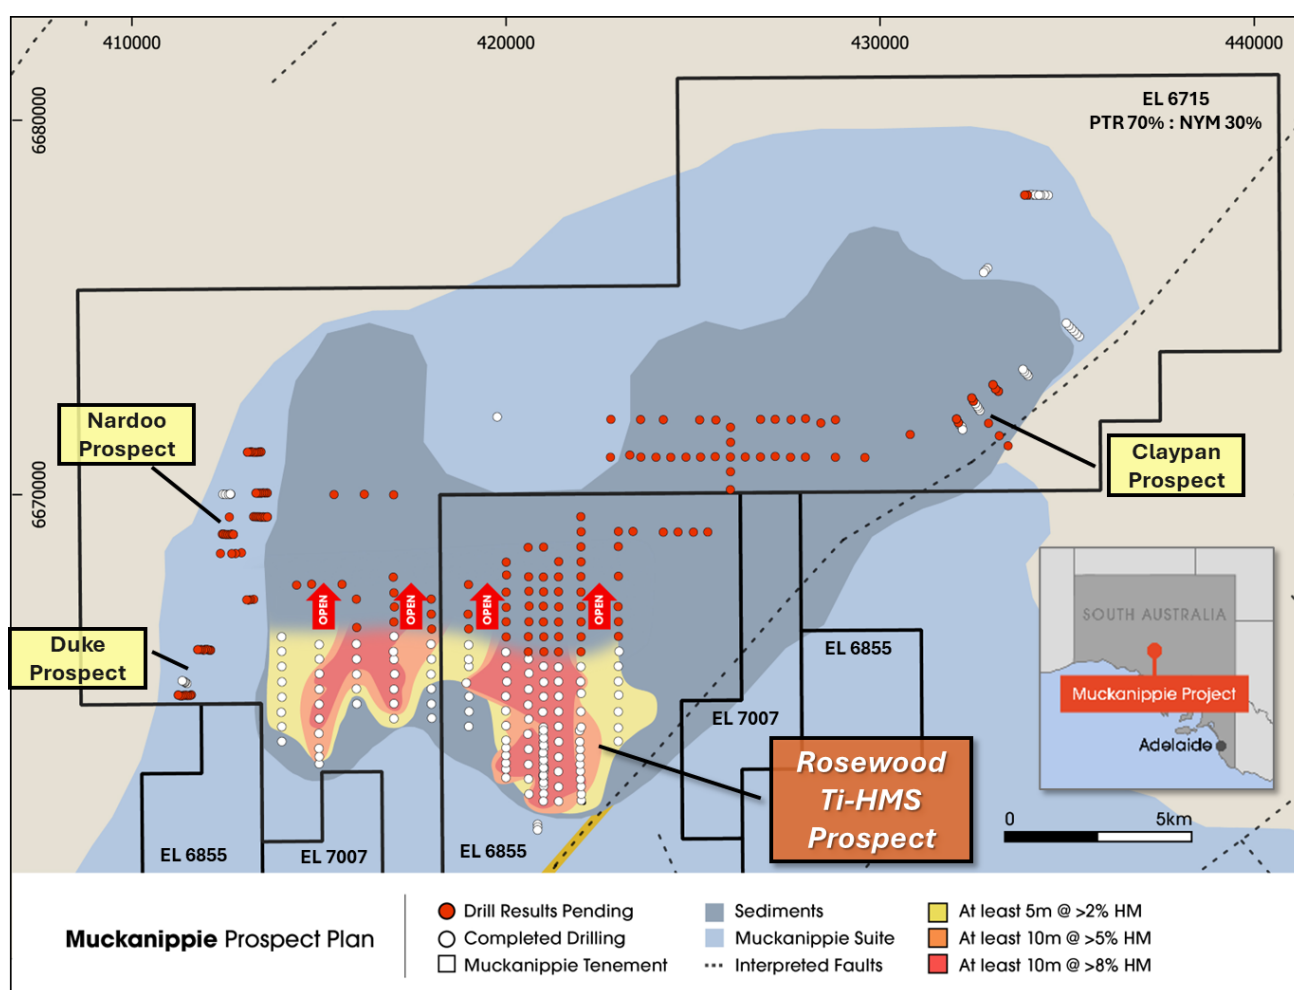 410000
420000
430000
440000
6680000
6670000
EL 6715
PTR 70% : NYM 30%
Nardoo
Prospect
Claypan
Prospect
Duke
Prospect
OPEN
OPEN
OPEN
OPEN
EL 6855
EL 7007
Rosewood
Ti-HMS
Prospect
EL 6855
EL 7007
EL 6855
SOUTH AUSTRALIA
Muckanippie Project
Adelaide
0
5km
Muckanippie Prospect Plan
Drill Results Pending
Completed Drilling
Muckanippie Tenement
Sediments
Muckanippie Suite
Interpreted Faults
At least 5m @ >2% HM
At least 10m @ >5% HM
At least 10m @ >8% HM